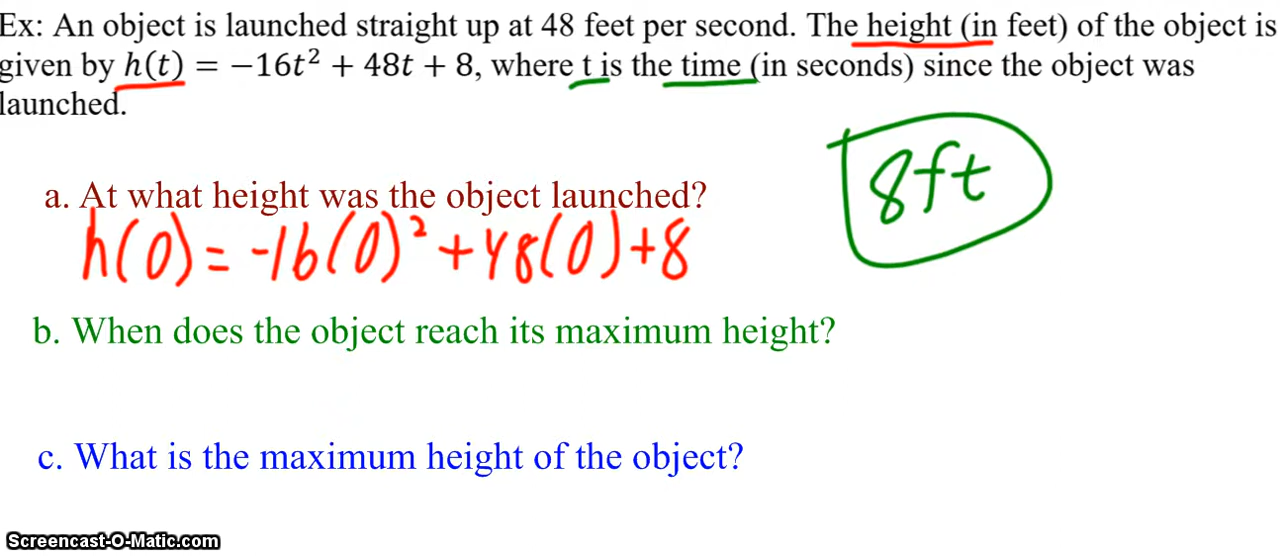 Ex: An object is launched straight up at 48 feet per second. The height (in feet) of the object is
given by h(t) = −16t² + 48t + 8, where t is the time (in seconds) since the object was
launched.
8ft
a. At what height was the object launched?
h(0) = -16(0)² + 48(0) + 8
b. When does the object reach its maximum height?
c. What is the maximum height of the object?
Screencast-O-Matic.com